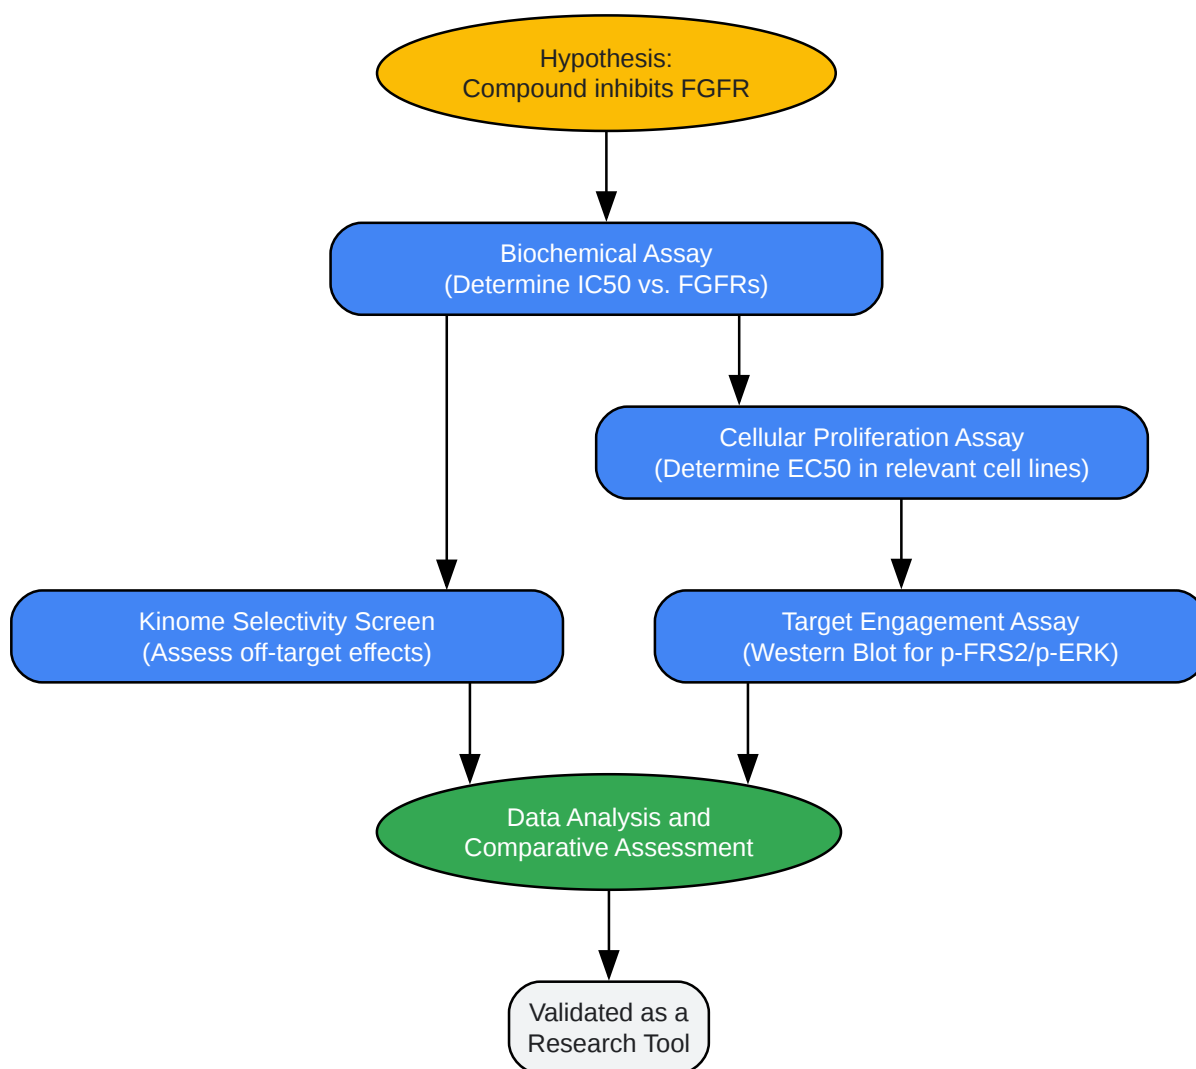 Hypothesis:
Compound inhibits FGFR
Biochemical Assay
(Determine IC50 vs. FGFRs)
Cellular Proliferation Assay
(Determine EC50 in relevant cell lines)
Kinome Selectivity Screen
(Assess off-target effects)
Target Engagement Assay
(Western Blot for p-FRS2/p-ERK)
Data Analysis and
Comparative Assessment
Validated as a
Research Tool